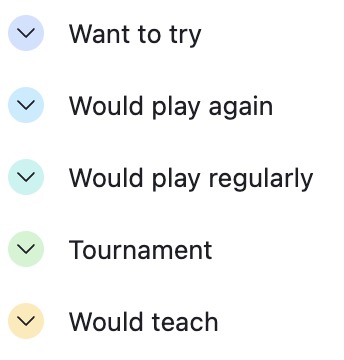 Want to try
Would play again
Would play regularly
Tournament
Would teach